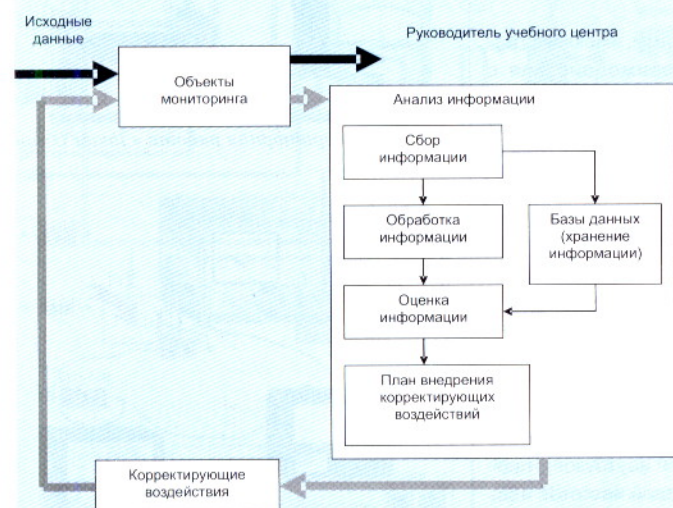 Исходные
данные
Руководитель учебного центра
Объекты
мониторинга
Анализ информации
Сбор
информации
Обработка
информации
Базы данных
(хранение
информации)
Оценка
информации
План внедрения
корректирующих
воздействий
Корректирующие
воздействия